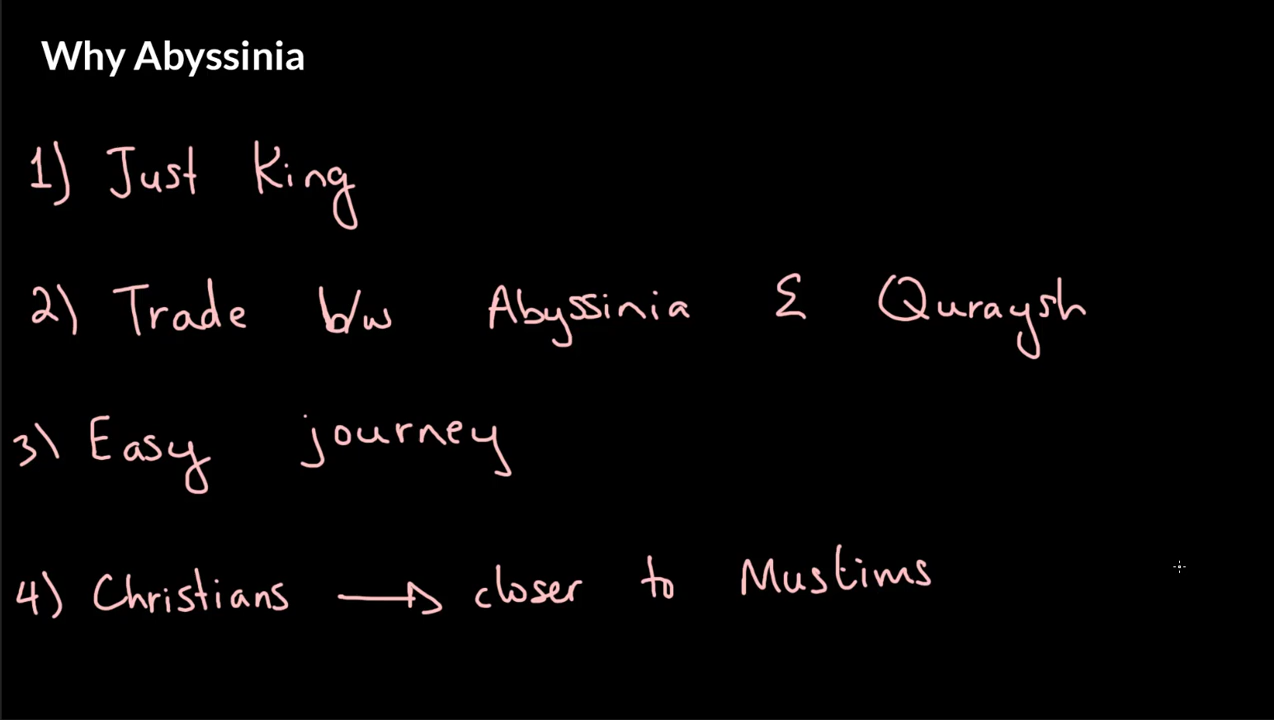 Why Abyssinia
1) Just King
2) Trade b/w Abyssinia & Quraysh
3) Easy journey
4) Christians → closer to Muslims